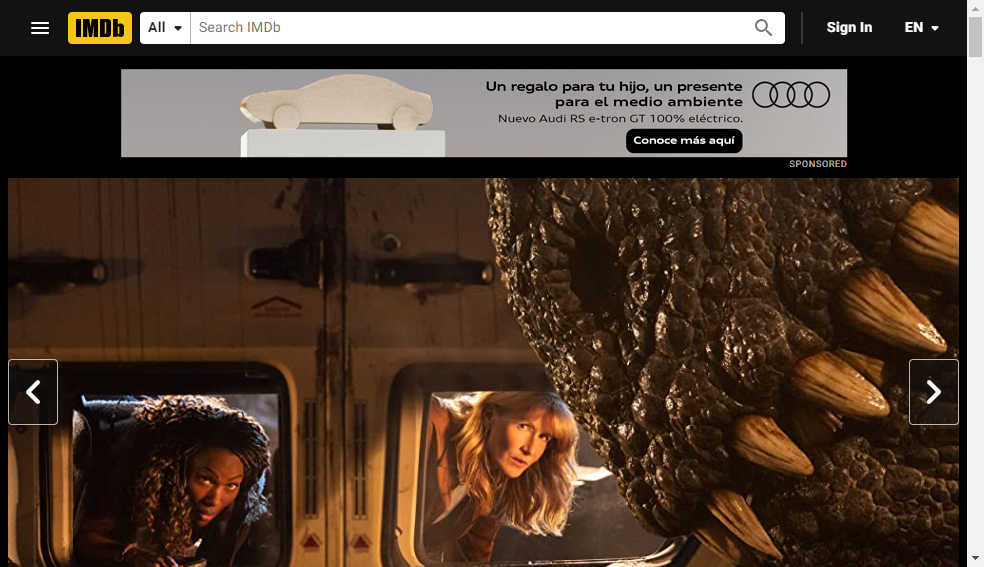 IMDb
All
Search IMDb
Sign In
EN
Un regalo para tu hijo, un presente
para el medio ambiente
Nuevo Audi RS e-tron GT 100% eléctrico.
Conoce más aquí
SPONSORED